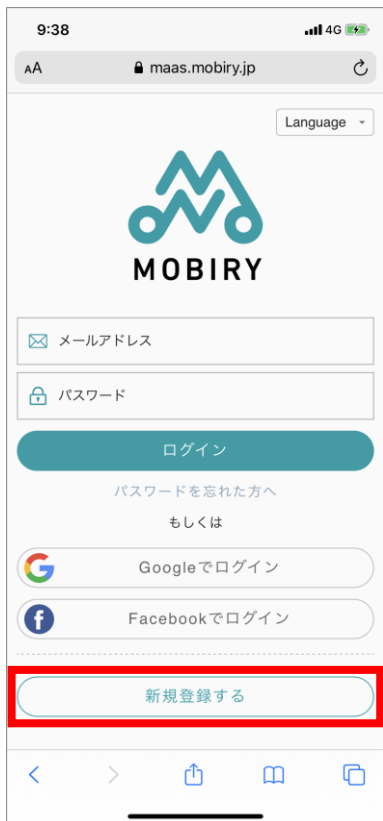 9:38
4G
AA
maas.mobiry.jp
Language
MOBIRY
メールアドレス
パスワード
ログイン
パスワードを忘れた方へ
もしくは
Googleでログイン
Facebookでログイン
新規登録する